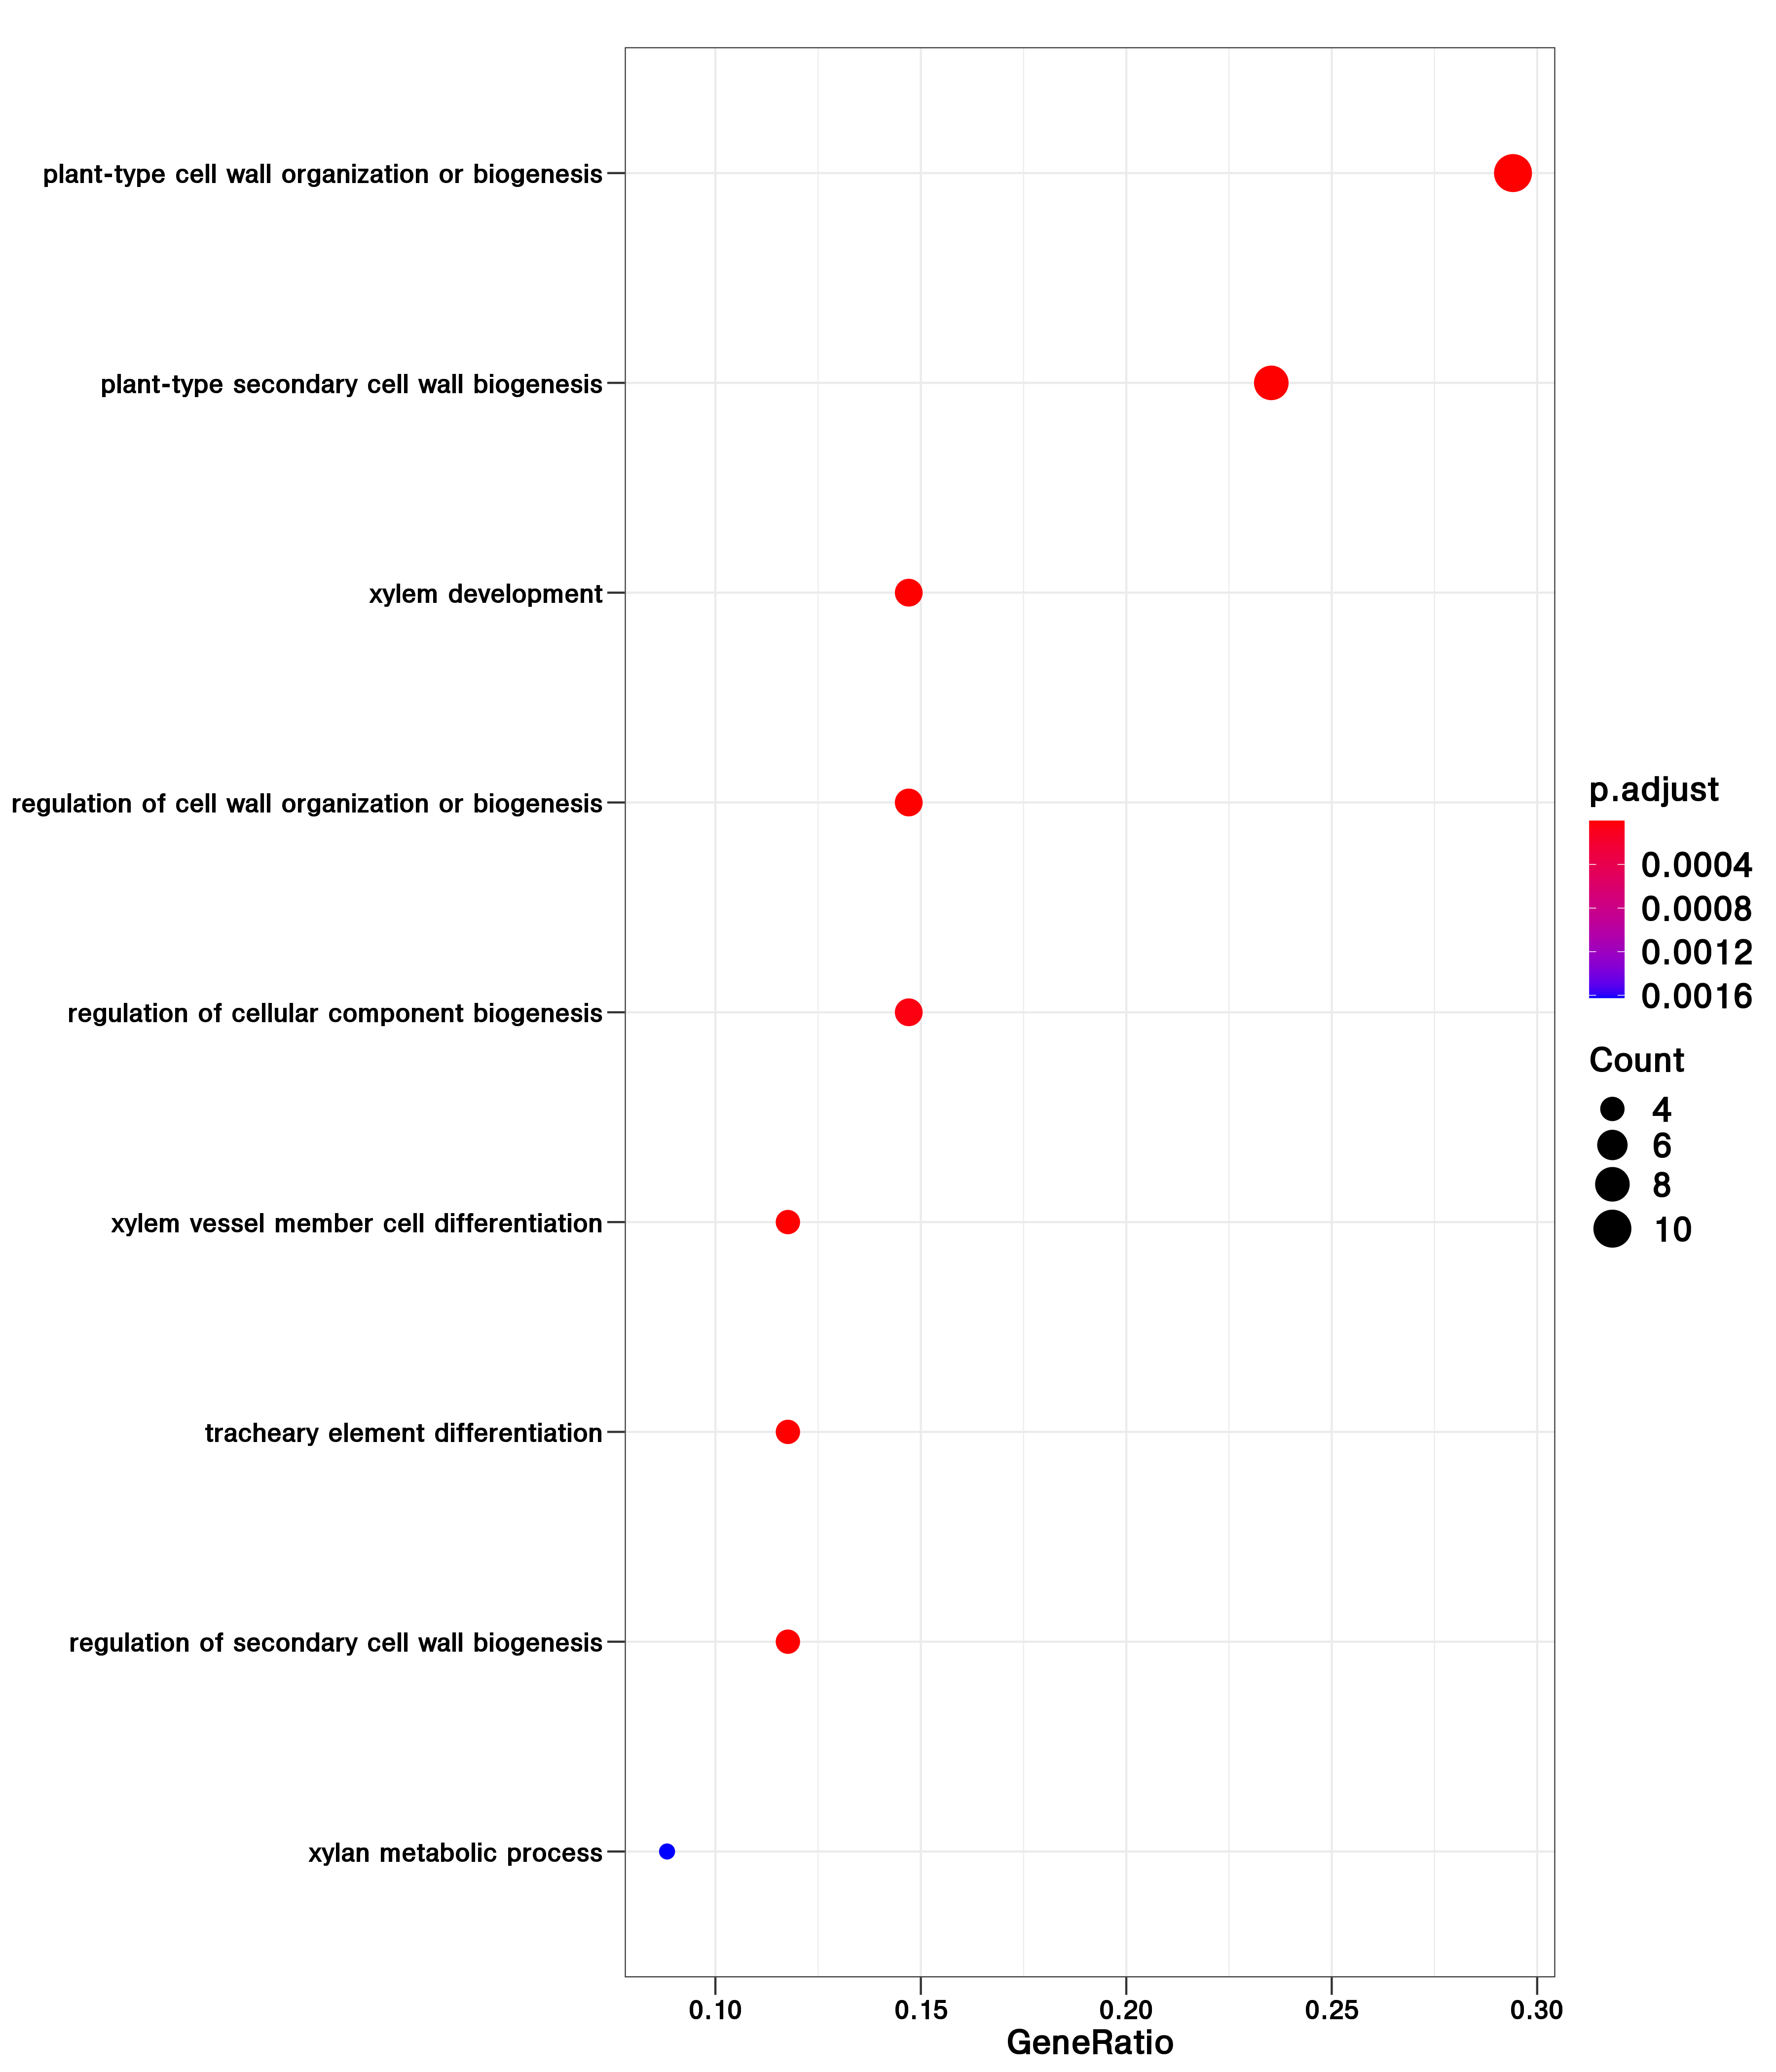 plant-type cell wall organization or biogenesis
plant-type secondary cell wall biogenesis
xylem development
regulation of cell wall organization or biogenesis
regulation of cellular component biogenesis
xylem vessel member cell differentiation
tracheary element differentiation
regulation of secondary cell wall biogenesis
xylan metabolic process
0.10 0.15 0.20 0.25 0.30
GeneRatio
p.adjust
0.0004
0.0008
0.0012
0.0016
Count
4
6
8
10